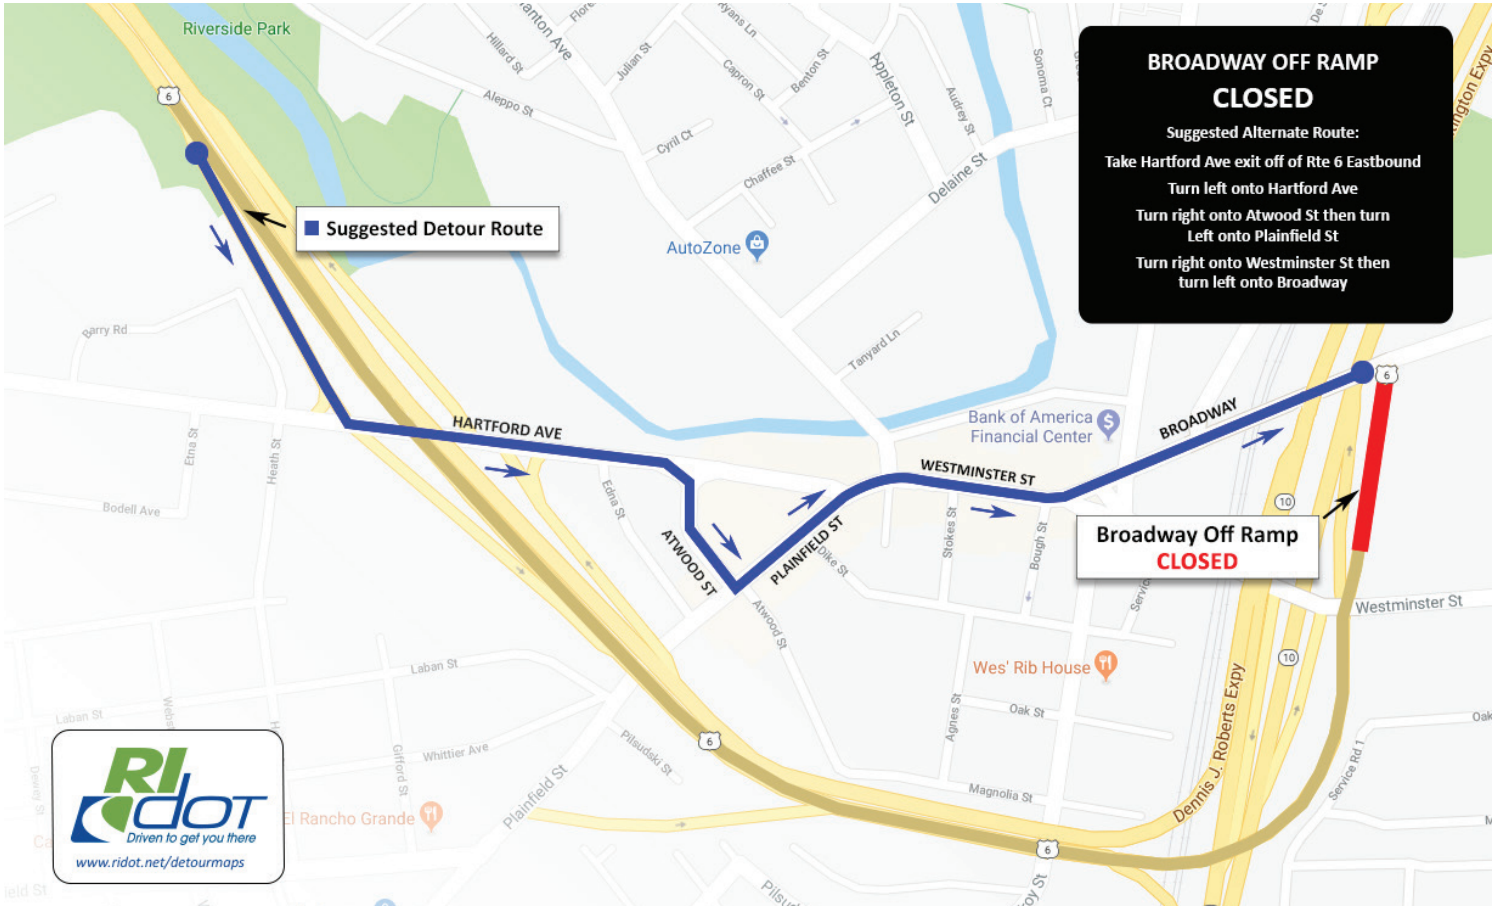 Riverside Park
6
Hillard St
Julian St
Aleppo St
Capron St
Benton St
Appleton St
Audrey St
Sonoma Ct
Cyril Ct
Chaffee St
Delaine St
BROADWAY OFF RAMP
CLOSED
Suggested Alternate Route:
Take Hartford Ave exit off of Rte 6 Eastbound
Turn left onto Hartford Ave
Turn right onto Atwood St then turn
Left onto Plainfield St
Turn right onto Westminster St then
turn left onto Broadway
Suggested Detour Route
AutoZone
Barry Rd
Tanyard Ln
6
HARTFORD AVE
Bank of America
Financial Center
BROADWAY
WESTMINSTER ST
Etna St
Heath St
Edna St
Bodell Ave
ATWOOD ST
PLAINFIELD ST
Dike St
Stokes St
Bough St
10
Broadway Off Ramp
CLOSED
Service
Atwood St
Westminster St
Wes' Rib House
10
Laban St
Laban St
Agnes St
Oak St
Oak
Dennis J. Roberts Expy
Service Rd 1
Whittier Ave
Gifford St
Pilsudski St
6
Plainfield St
Magnolia St
El Rancho Grande
6
RI
DOT
Driven to get you there
www.ridot.net/detourmaps
Dewey St